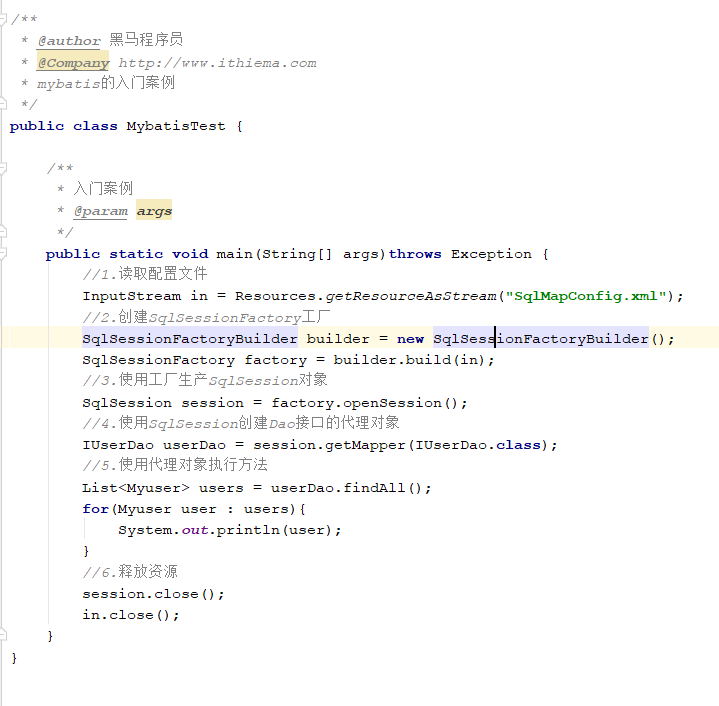 /**
 * @author 黑马程序员
 * @Company http://www.ithiema.com
 * mybatis的入门案例
 */
public class MybatisTest {
/**
 * 入门案例
 * @param args
 */
public static void main(String[] args)throws Exception {
//1.读取配置文件
InputStream in = Resources.getResourceAsStream("SqlMapConfig.xml");
//2.创建SqlSessionFactory工厂
SqlSessionFactoryBuilder builder = new SqlSessionFactoryBuilder();
SqlSessionFactory factory = builder.build(in);
//3.使用工厂生产SqlSession对象
SqlSession session = factory.openSession();
//4.使用SqlSession创建Dao接口的代理对象
IUserDao userDao = session.getMapper(IUserDao.class);
//5.使用代理对象执行方法
List<Myuser> users = userDao.findAll();
for(Myuser user : users){
System.out.println(user);
}
//6.释放资源
session.close();
in.close();
}
}